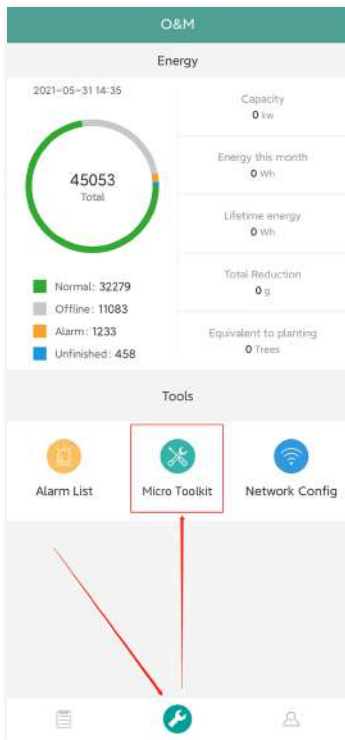 O&M
Energy
2021-05-31 14:35
45053
Total
Normal: 32279
Offline: 11083
Alarm: 1233
Unfinished: 458
Capacity
0 kw
Energy this month
0 Wh
Lifetime energy
0 Wh
Total Reduction
0 g
Equivalent to planting
0 Trees
Tools
Alarm List
Micro Toolkit
Network Config